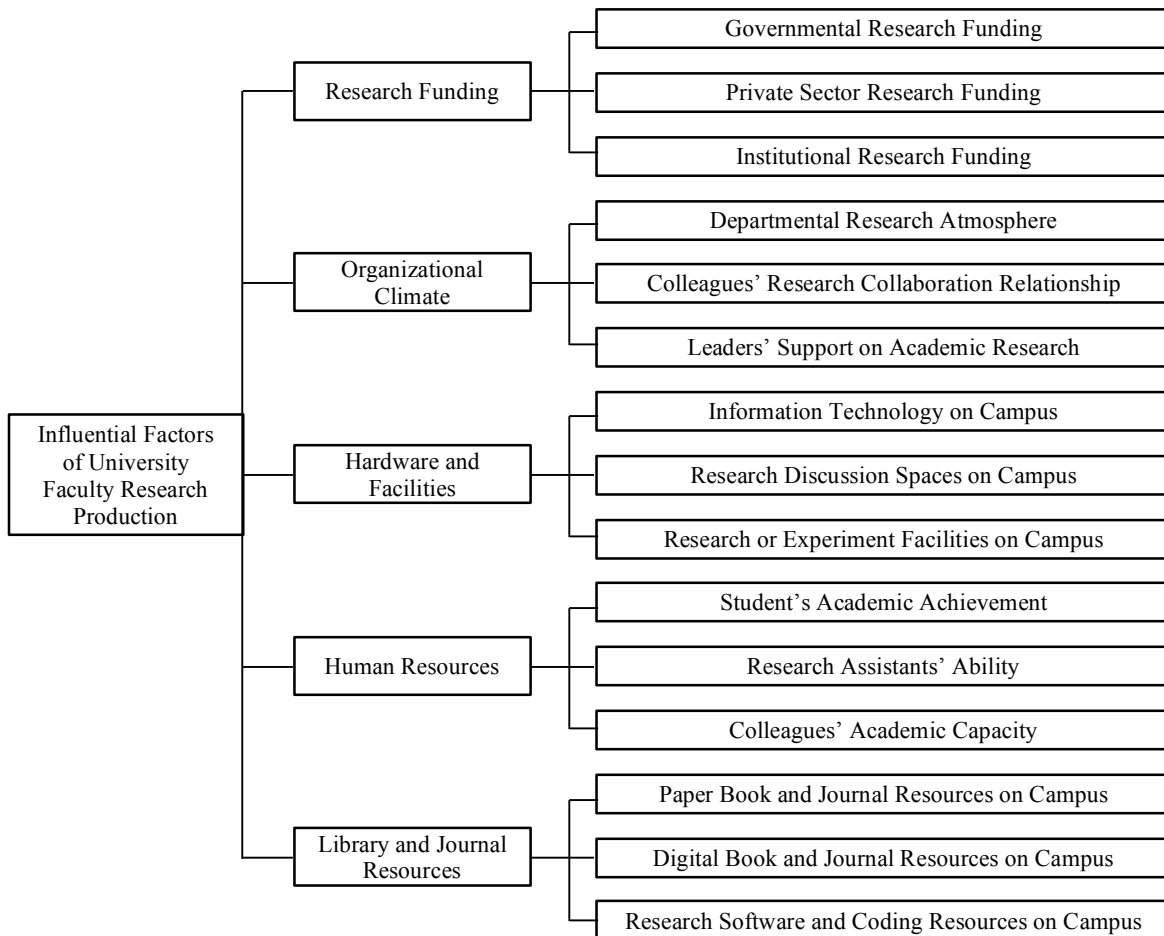 Governmental Research Funding
Research Funding
Private Sector Research Funding
Institutional Research Funding
Departmental Research Atmosphere
Organizational
Climate
Colleagues’ Research Collaboration Relationship
Leaders’ Support on Academic Research
Influential Factors
of University
Faculty Research
Production
Information Technology on Campus
Hardware and
Facilities
Research Discussion Spaces on Campus
Research or Experiment Facilities on Campus
Student’s Academic Achievement
Human Resources
Research Assistants’ Ability
Colleagues’ Academic Capacity
Paper Book and Journal Resources on Campus
Library and Journal
Resources
Digital Book and Journal Resources on Campus
Research Software and Coding Resources on Campus